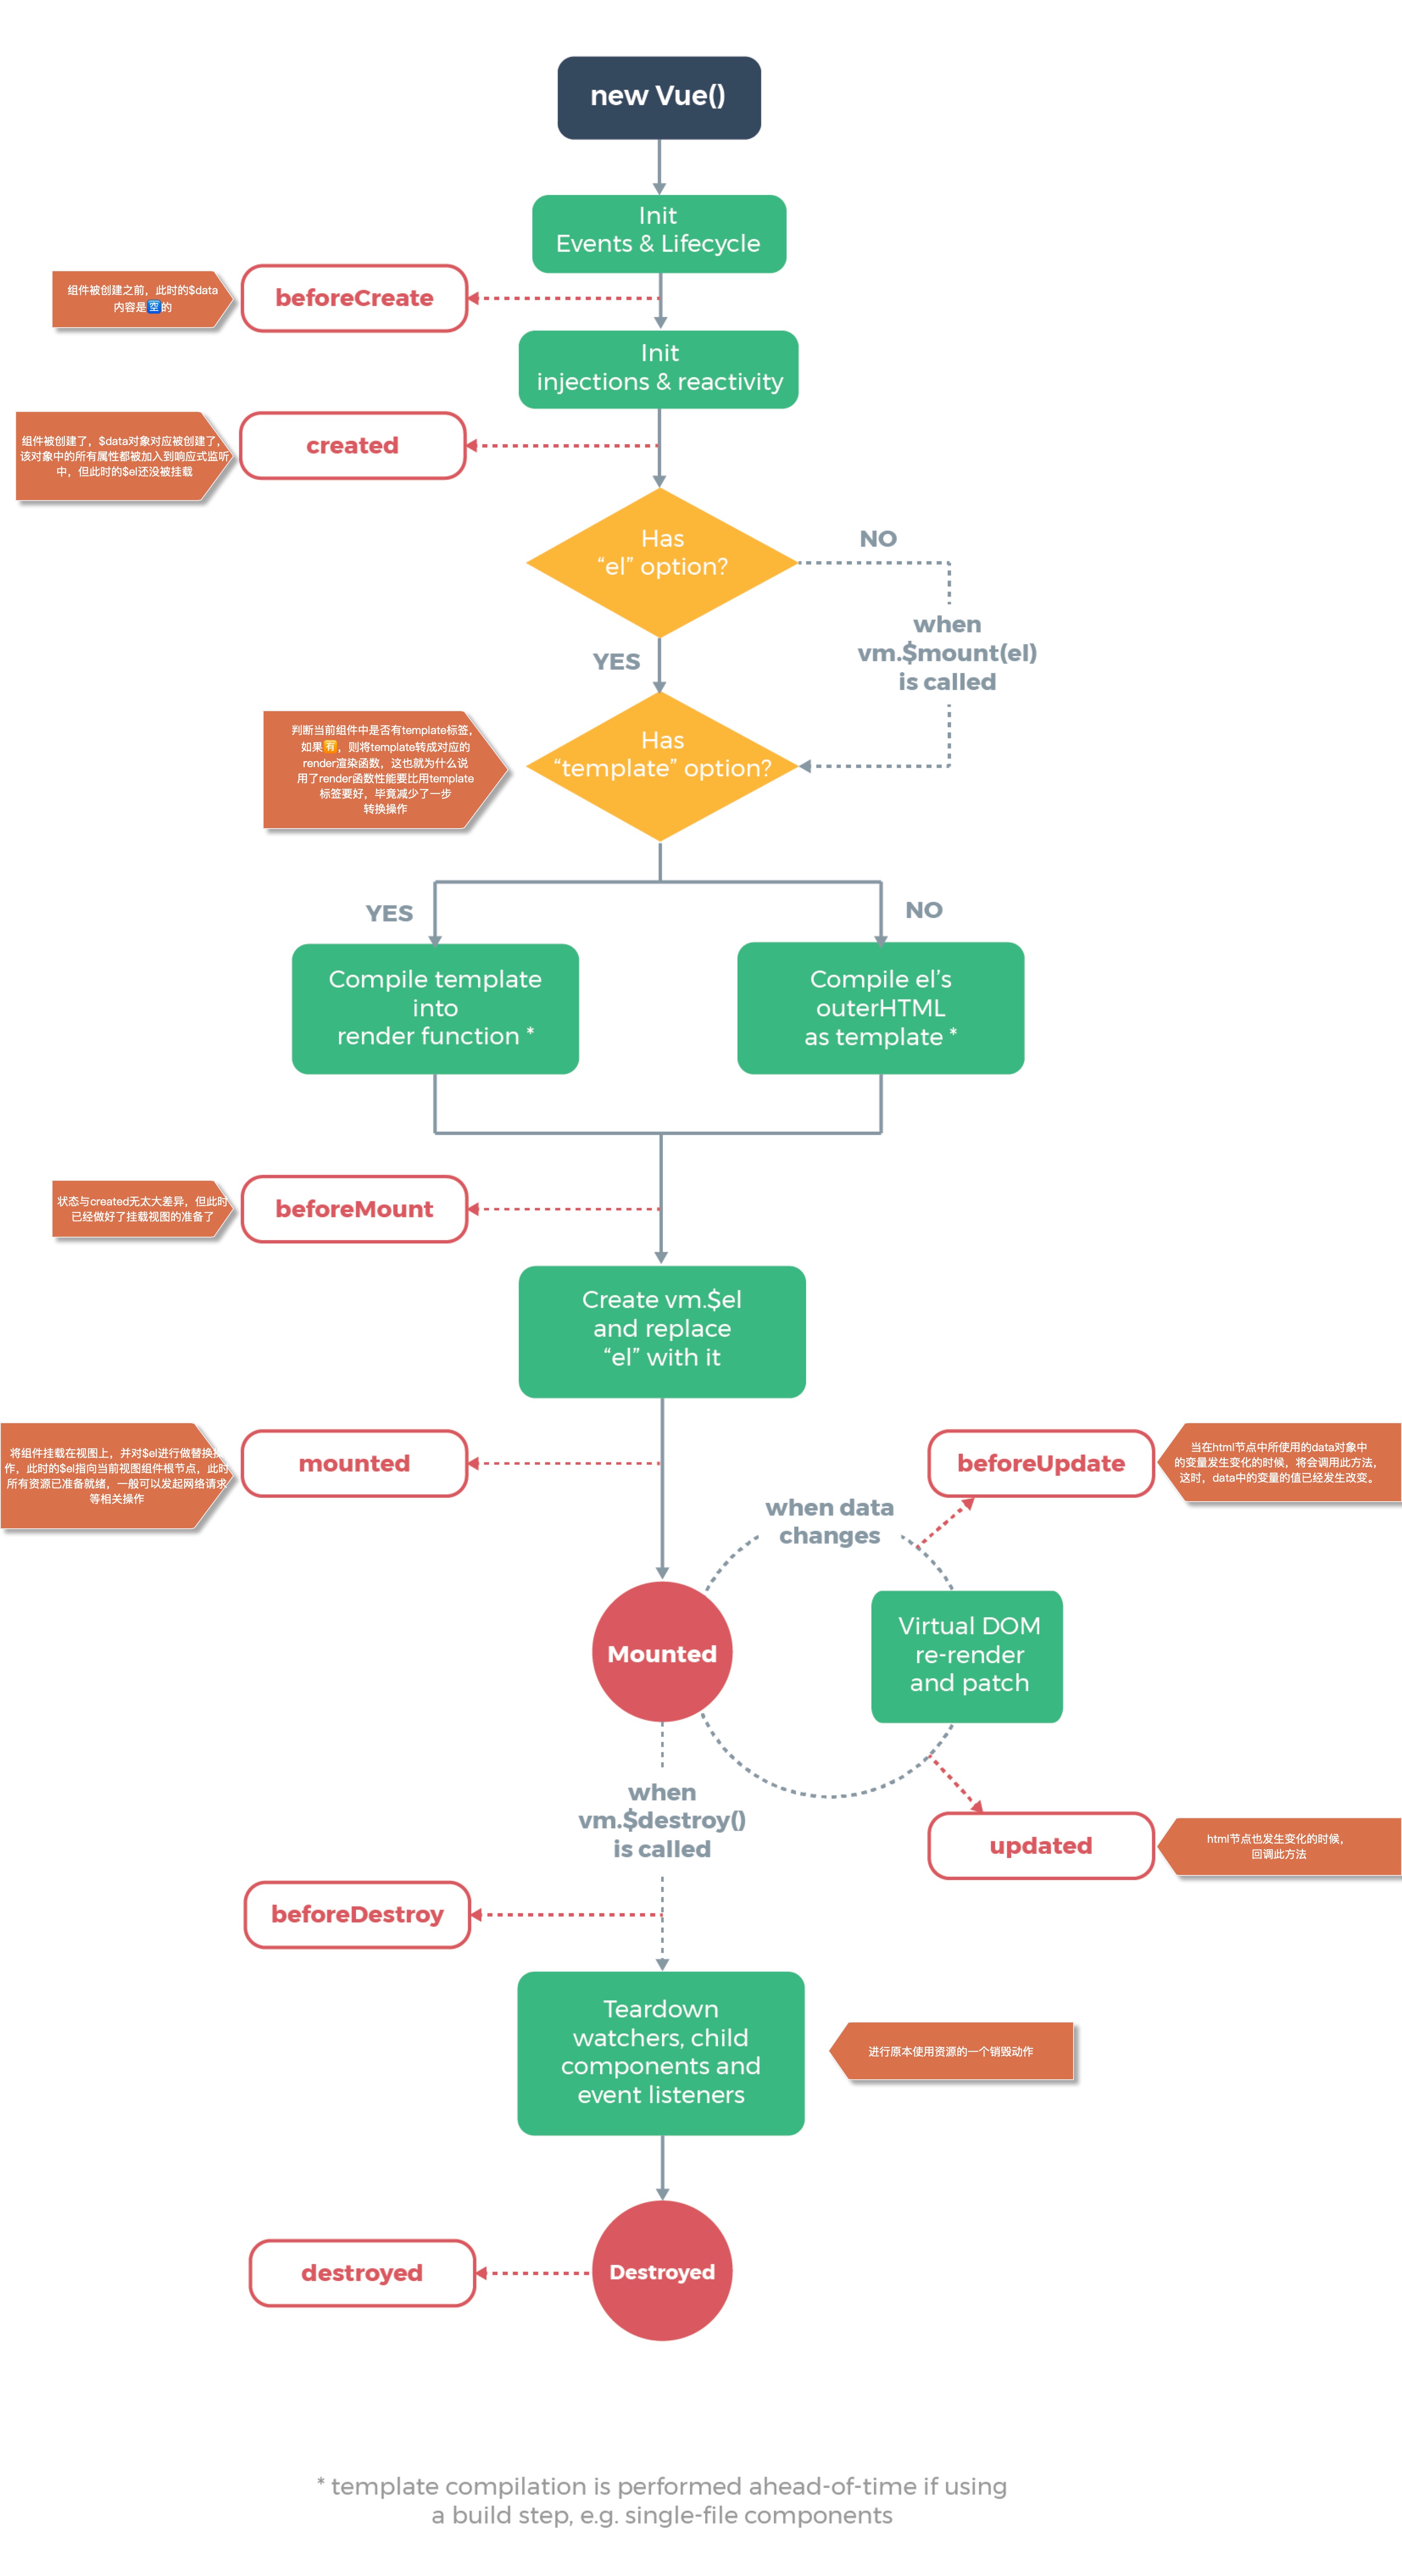 new Vue()
Init
Events & Lifecycle
组件被创建之前，此时的$data
内容是🈳的
beforeCreate
Init
injections & reactivity
组件被创建了，$data对象对应被创建了，
该对象中的所有属性都被加入到响应式监听
中，但此时的$el还没被挂载
created
Has
“el” option?
NO
when
vm.$mount(el)
is called
YES
判断当前组件中是否有template标签，
如果🈶，则将template转成对应的
render渲染函数，这也就为什么说
用了render函数性能要比用template
标签要好，毕竟减少了一步
转换操作
Has
“template” option?
YES
NO
Compile template
into
render function *
Compile el’s
outerHTML
as template *
状态与created无太大差异，但此时
已经做好了挂载视图的准备了
beforeMount
Create vm.$el
and replace
“el” with it
将组件挂载在视图上，并对$el进行做替换操
作，此时的$el指向当前视图组件根节点，此时
所有资源已准备就绪，一般可以发起网络请求
等相关操作
mounted
beforeUpdate
当在html节点中所使用的data对象中
的变量发生变化的时候，将会调用此方法，
这时，data中的变量的值已经发生改变。
when data
changes
Mounted
Virtual DOM
re-render
and patch
when
vm.$destroy()
is called
updated
html节点也发生变化的时候，
回调此方法
beforeDestroy
Teardown
watchers, child
components and
event listeners
进行原本使用资源的一个销毁动作
destroyed
Destroyed
* template compilation is performed ahead-of-time if using
a build step, e.g. single-file components